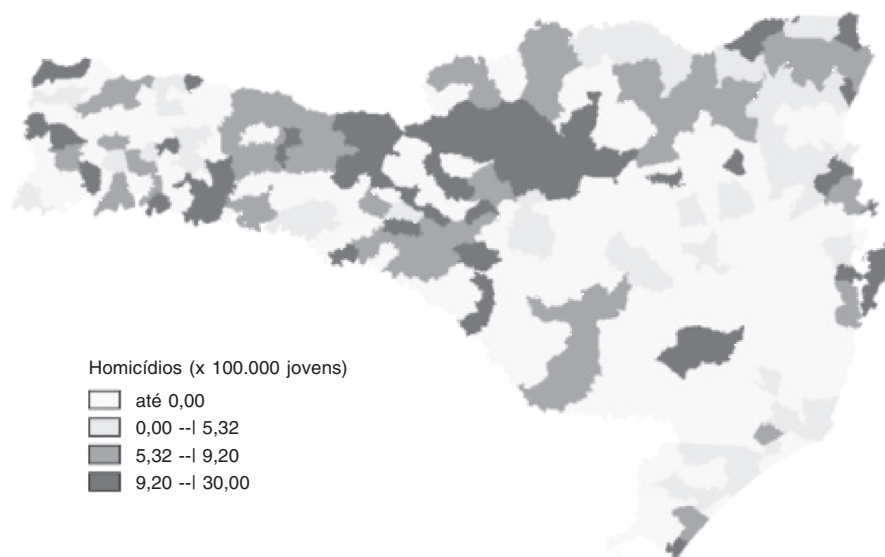 Homicídios (x 100.000 jovens)
até 0,00
0,00 --| 5,32
5,32 --| 9,20
9,20 --| 30,00